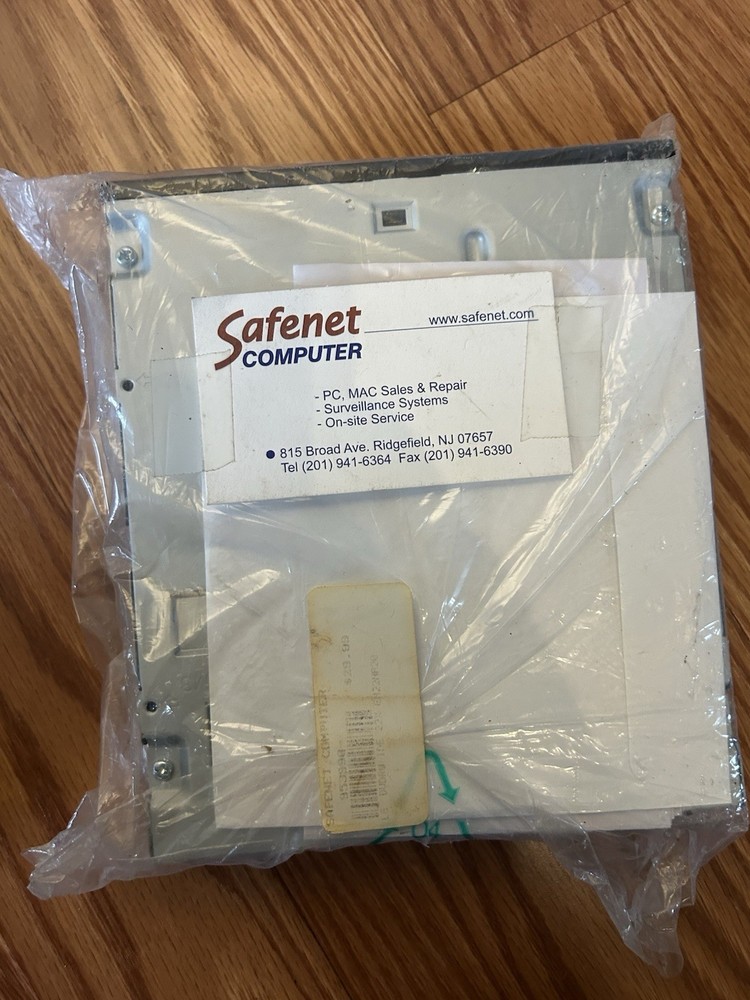 Safenet
COMPUTER
www.safenet.com
- PC, MAC Sales & Repair
- Surveillance Systems
- On-site Service
● 815 Broad Ave. Ridgefield, NJ 07657
Tel (201) 941-6364 Fax (201) 941-6390
SAFENET COMPUTER